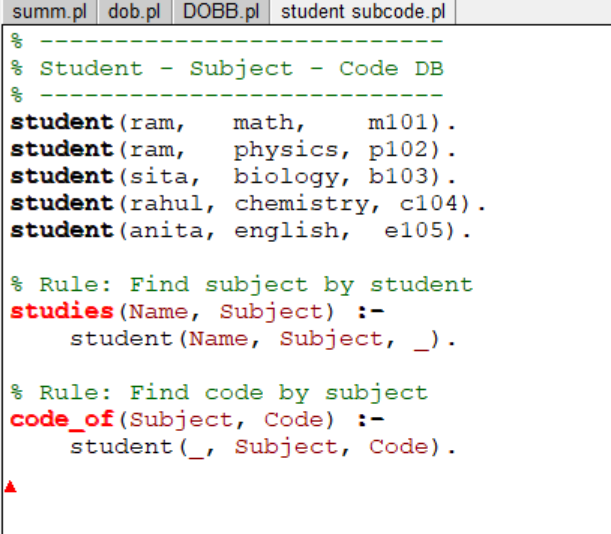 summ.pl dob.pl DOBB.pl student subcode.pl
% ---------------------------
% Student - Subject - Code DB
% ---------------------------
student(ram,   math,    m101).
student(ram,   physics, p102).
student(sita,  biology, b103).
student(rahul, chemistry, c104).
student(anita, english,  e105).
% Rule: Find subject by student
studies(Name, Subject) :-
    student(Name, Subject, _).
% Rule: Find code by subject
code_of(Subject, Code) :-
    student(_, Subject, Code).